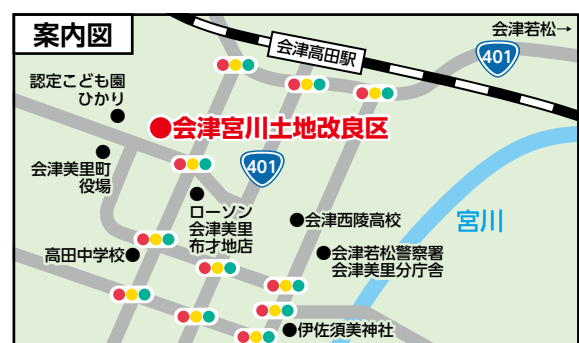 案内図
会津若松→
会津高田駅
401
認定こども園
ひかり
●会津宮川土地改良区
会津美里町
役場
401
ローソン
会津美里
布才地店
●会津西陵高校
宮川
高田中学校●
●会津若松警察署
会津美里分庁舎
●伊佐須美神社